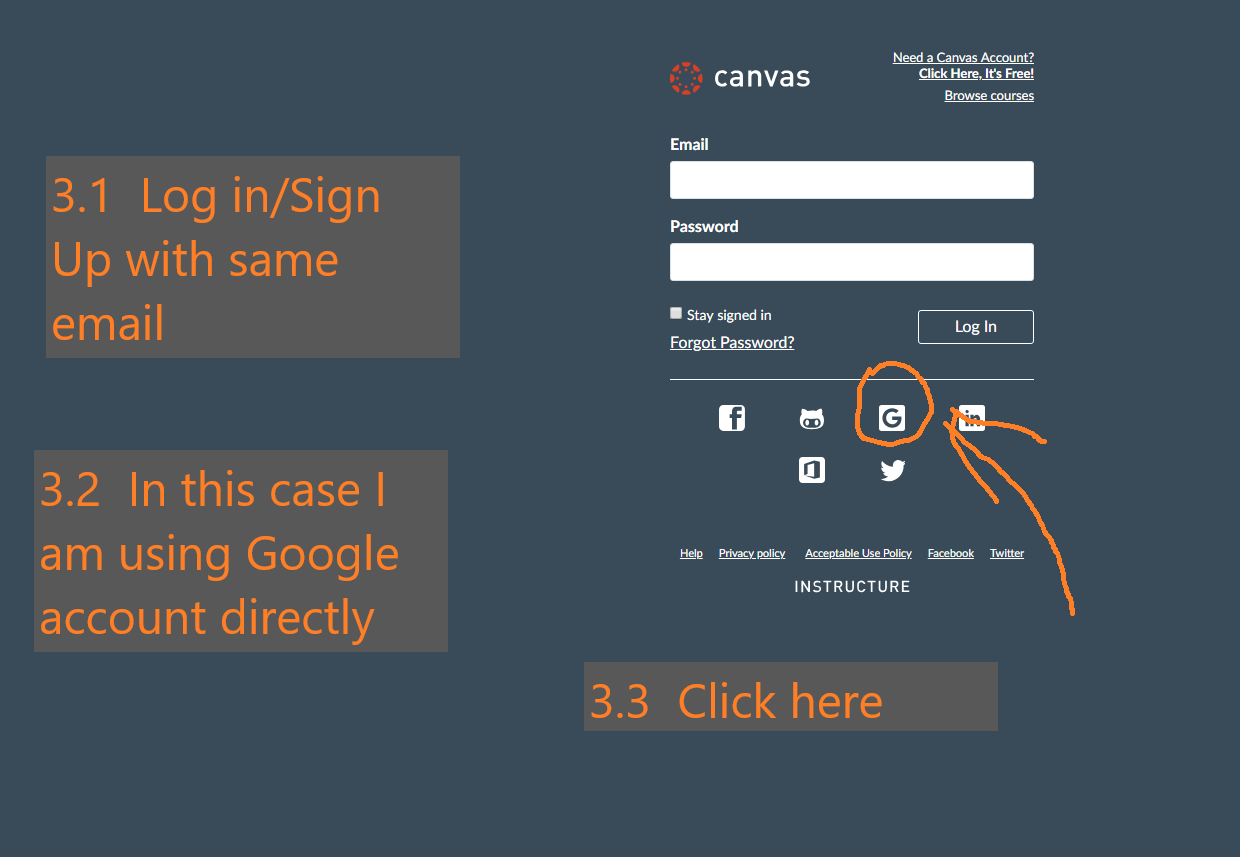 canvas
Need a Canvas Account?
Click Here, It's Free!
Browse courses
Email
Password
Stay signed in
Forgot Password?
Log In
Help Privacy policy Acceptable Use Policy Facebook Twitter
INSTRUCTURE
3.1 Log in/Sign
Up with same
email
3.2 In this case I
am using Google
account directly
3.3 Click here